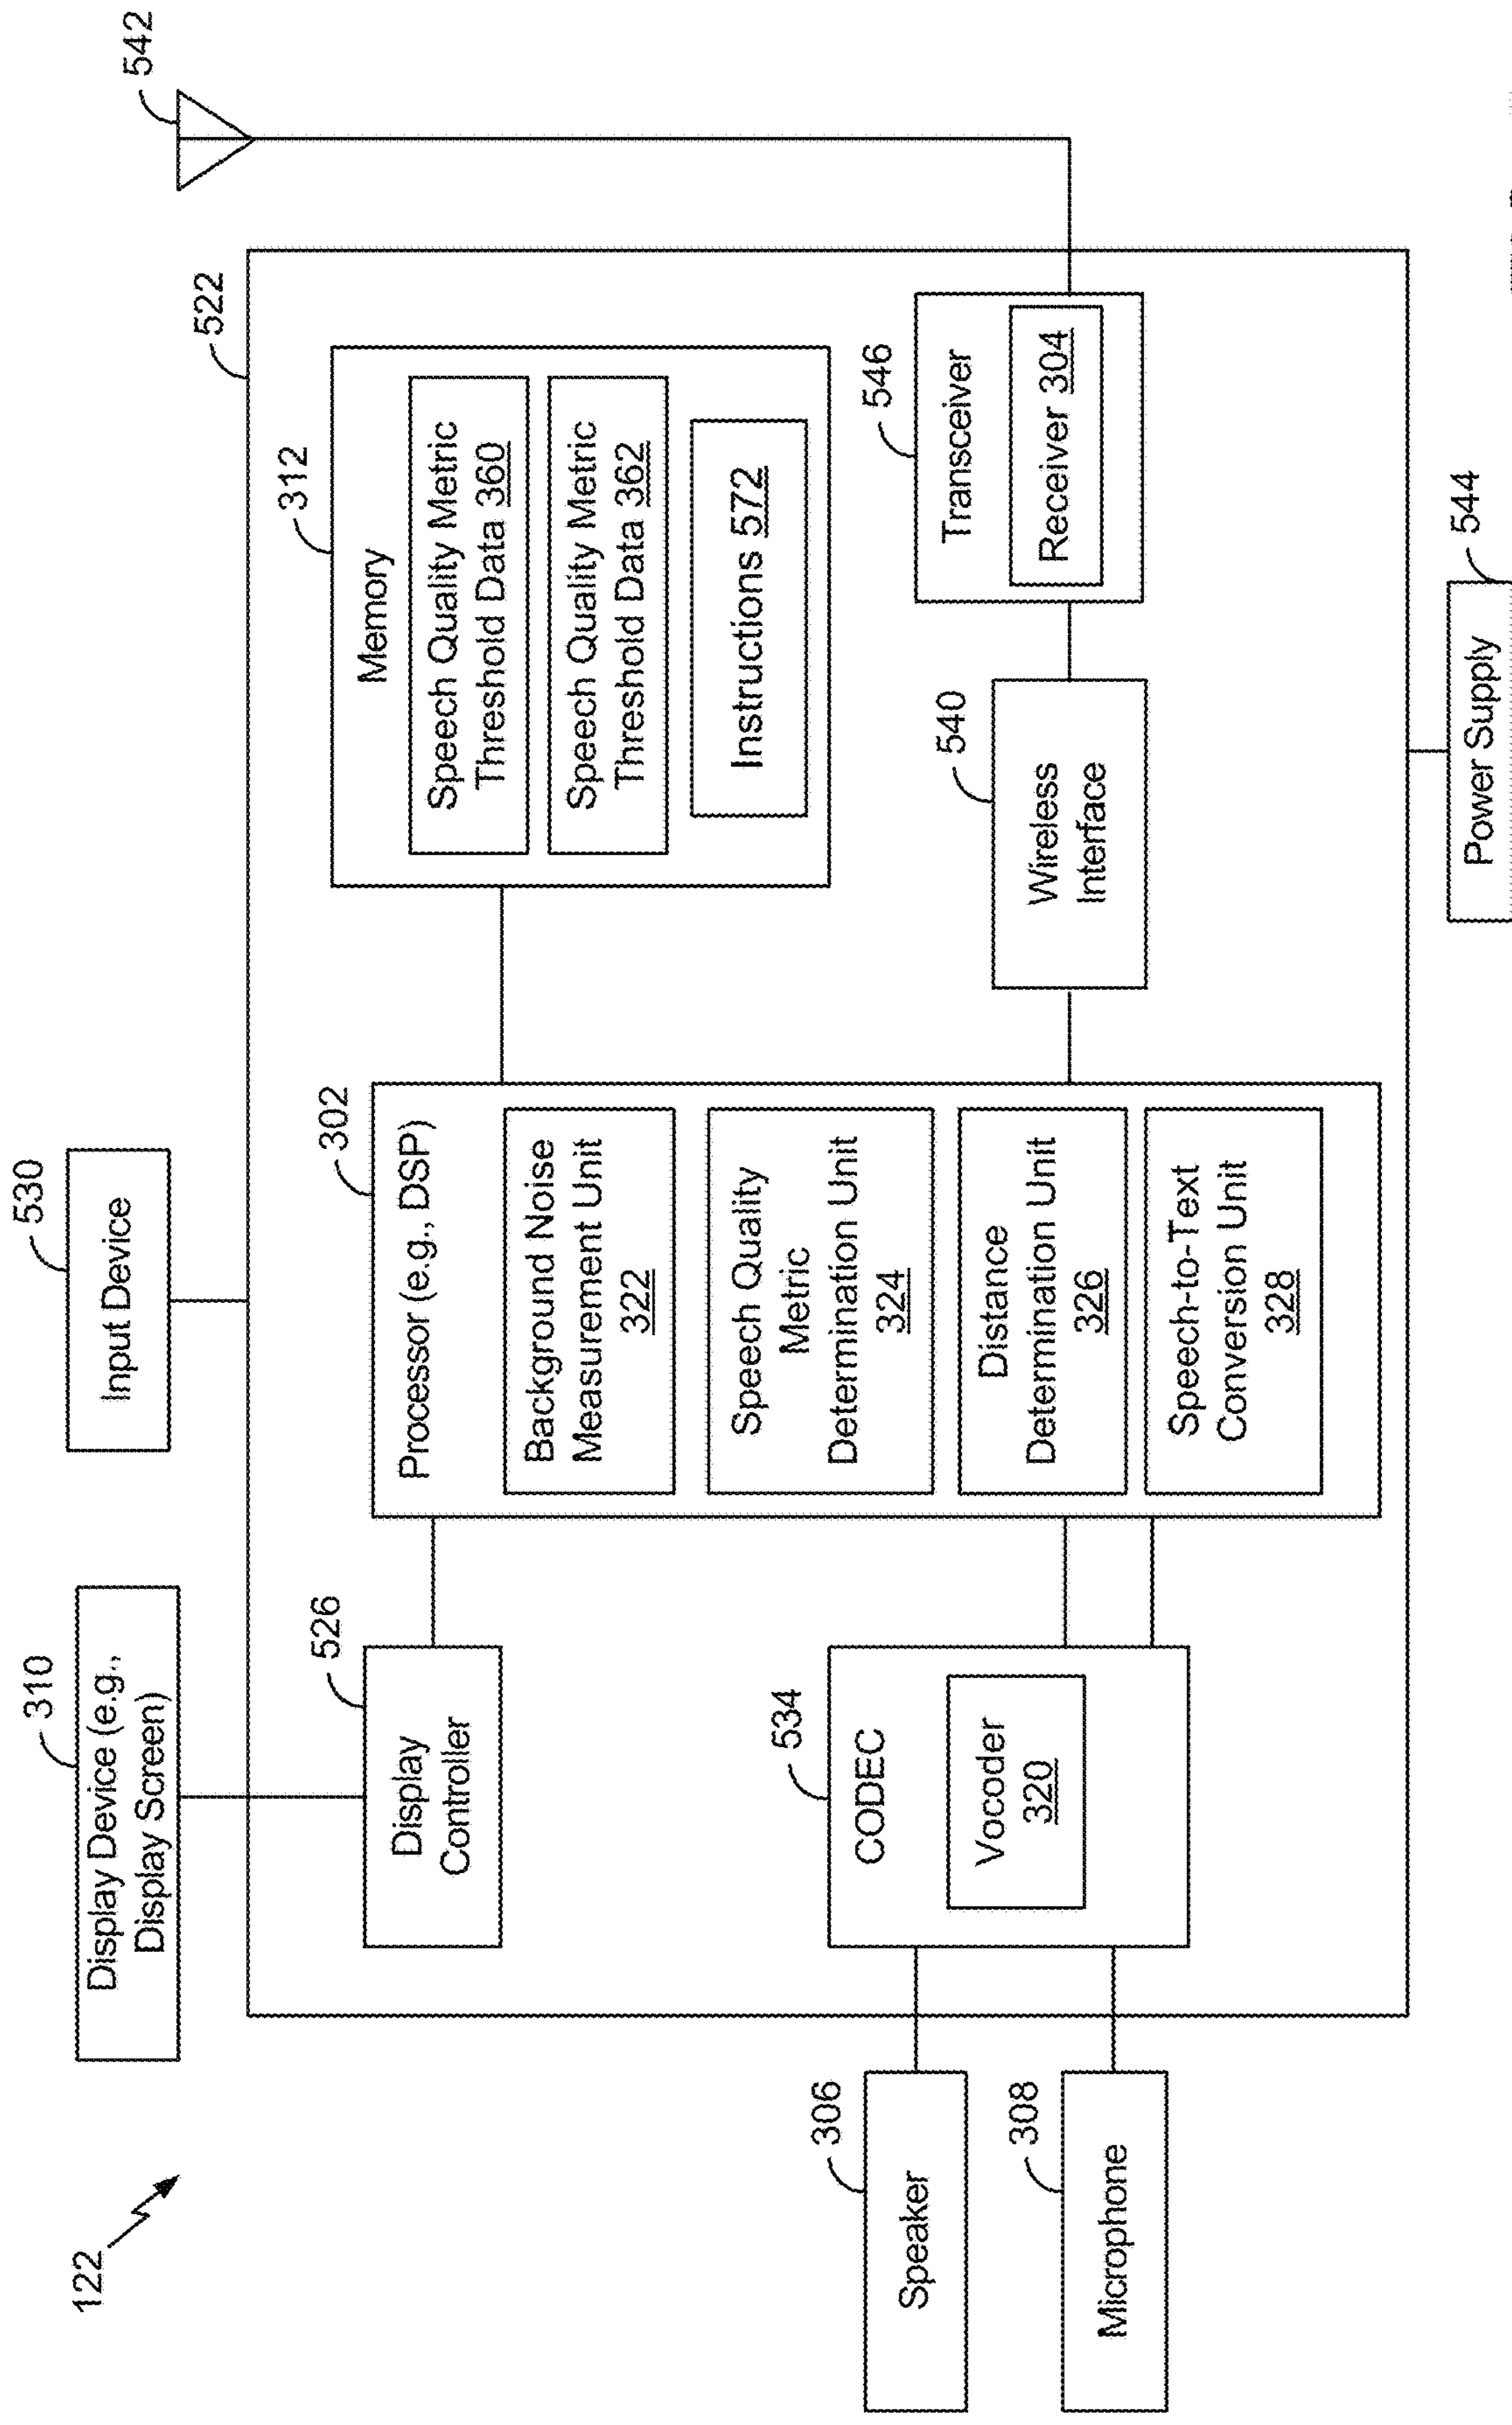 122
310
Display Device (e.g.,
Display Screen)
530
Input Device
522
542
526
Display
Controller
302
Processor (e.g., DSP)
Background Noise
Measurement Unit
322
Speech Quality
Metric
Determination Unit
324
Distance
Determination Unit
326
Speech-to-Text
Conversion Unit
328
312
Memory
Speech Quality Metric
Threshold Data 360
Speech Quality Metric
Threshold Data 362
Instructions 572
306
Speaker
308
Microphone
534
CODEC
Vocoder
320
540
Wireless
Interface
546
Transceiver
Receiver 304
544
Power Supply